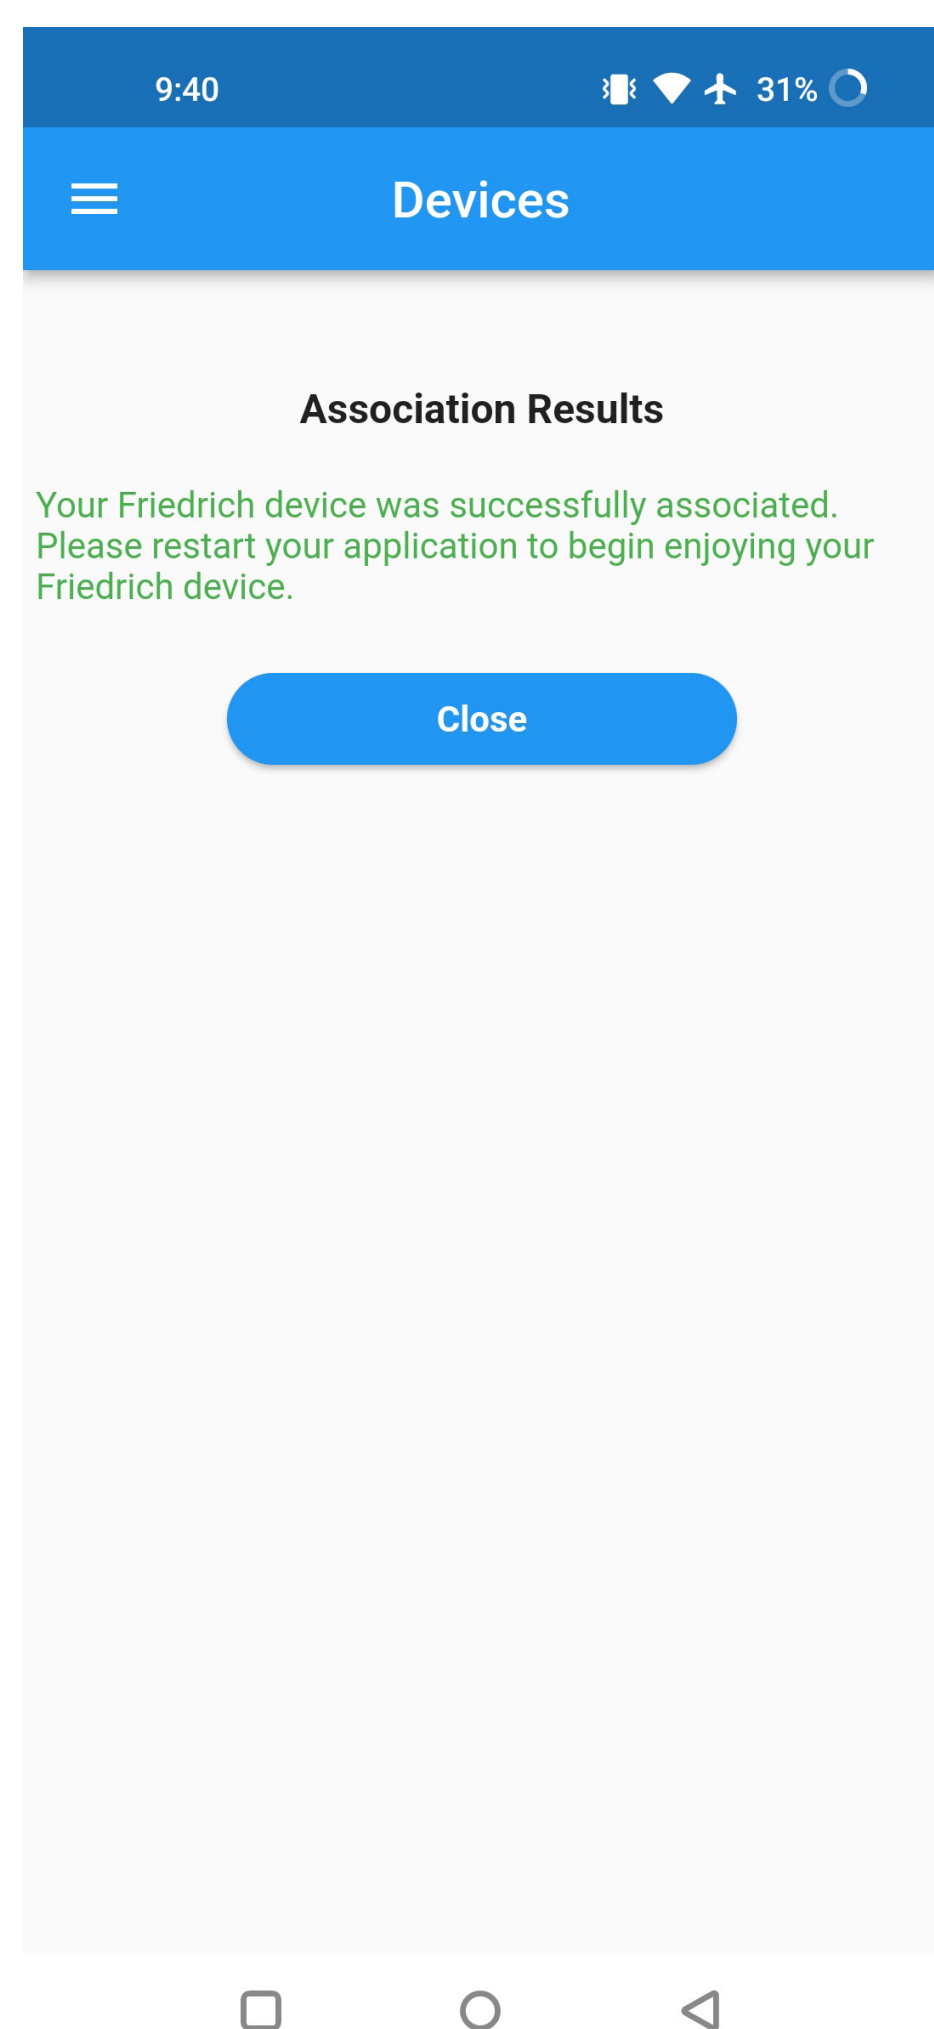 9:40 31%
Devices
Association Results
Your Friedrich device was successfully associated.
Please restart your application to begin enjoying your
Friedrich device.
Close